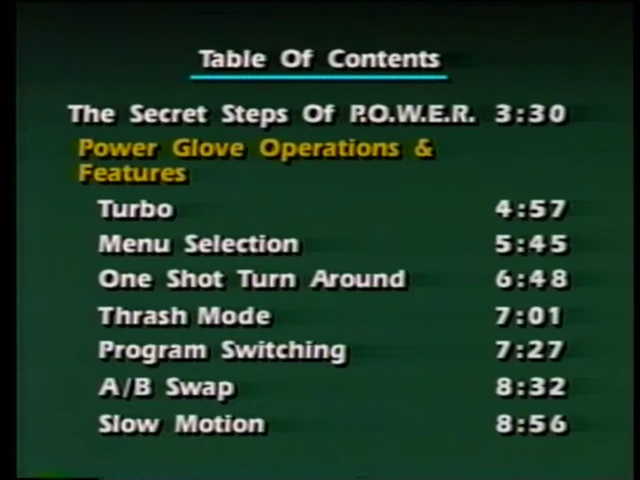 Table Of Contents
The Secret Steps Of P.O.W.E.R. 3:30
Power Glove Operations &
Features
Turbo 4:57
Menu Selection 5:45
One Shot Turn Around 6:48
Thrash Mode 7:01
Program Switching 7:27
A/B Swap 8:32
Slow Motion 8:56